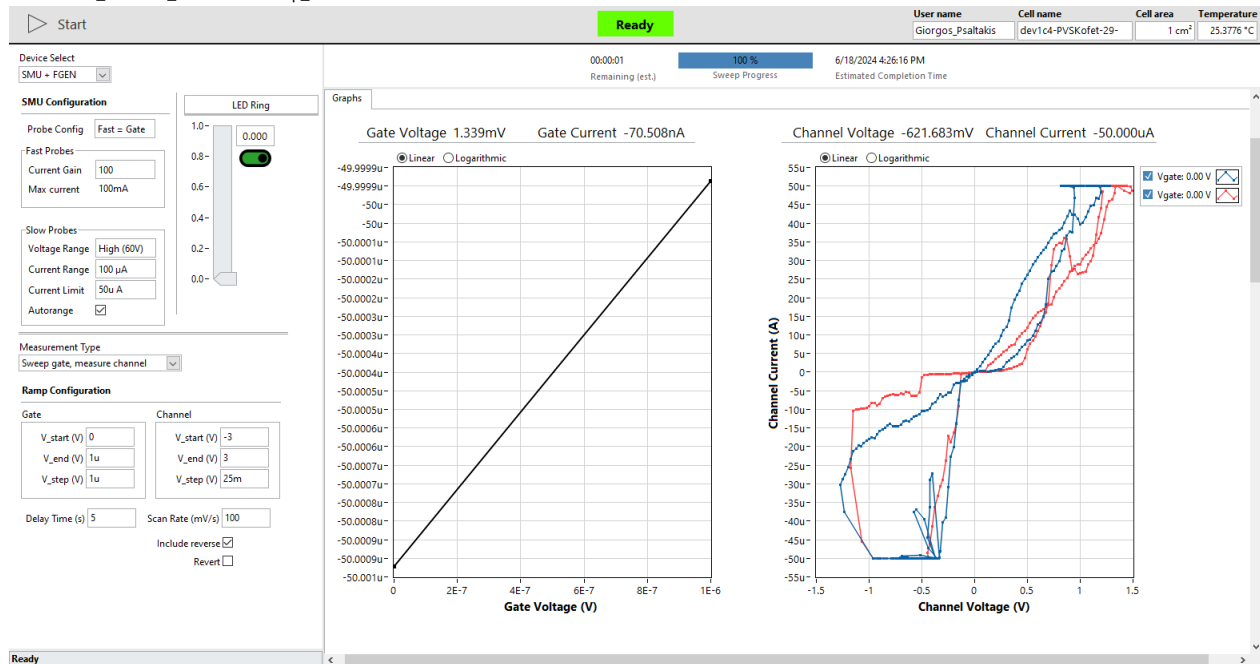 Start
Ready
User name
Giorgos_Psaltakis
Cell name
dev1c4-PVSKofet-29-
Cell area
1 cm²
Temperature
25.3776 °C
Device Select
SMU + FGEN
00:00:01
Remaining (est.)
100 %
Sweep Progress
6/18/2024 4:26:16 PM
Estimated Completion Time
SMU Configuration
Probe Config Fast = Gate
Fast Probes
Current Gain 100
Max current 100mA
Slow Probes
Voltage Range High (60V)
Current Range 100 µA
Current Limit 50u A
Autorange
LED Ring
1.0
0.8
0.6
0.4
0.2
0.0
0.000
Measurement Type
Sweep gate, measure channel
Ramp Configuration
Gate
V_start (V) 0
V_end (V) 1u
V_step (V) 1u
Channel
V_start (V) -3
V_end (V) 3
V_step (V) 25m
Delay Time (s) 5
Scan Rate (mV/s) 100
Include reverse
Revert
Ready
Graphs
Gate Voltage 1.339mV Gate Current -70.508nA
Linear Logarithmic
-49.9999u
-49.9999u
-50u
-50u
-50.0001u
-50.0001u
-50.0002u
-50.0002u
-50.0003u
-50.0003u
-50.0004u
-50.0004u
-50.0005u
-50.0005u
-50.0006u
-50.0006u
-50.0007u
-50.0007u
-50.0008u
-50.0008u
-50.0009u
-50.0009u
-50.001u
0 2E-7 4E-7 6E-7 8E-7 1E-6
Gate Voltage (V)
Channel Voltage -621.683mV Channel Current -50.000uA
Linear Logarithmic
Channel Current (A)
55u
50u
45u
40u
35u
30u
25u
20u
15u
10u
5u
0
-5u
-10u
-15u
-20u
-25u
-30u
-35u
-40u
-45u
-50u
-55u
-1.5 -1 -0.5 0 0.5 1 1.5
Channel Voltage (V)
Vgate: 0.00 V
Vgate: 0.00 V